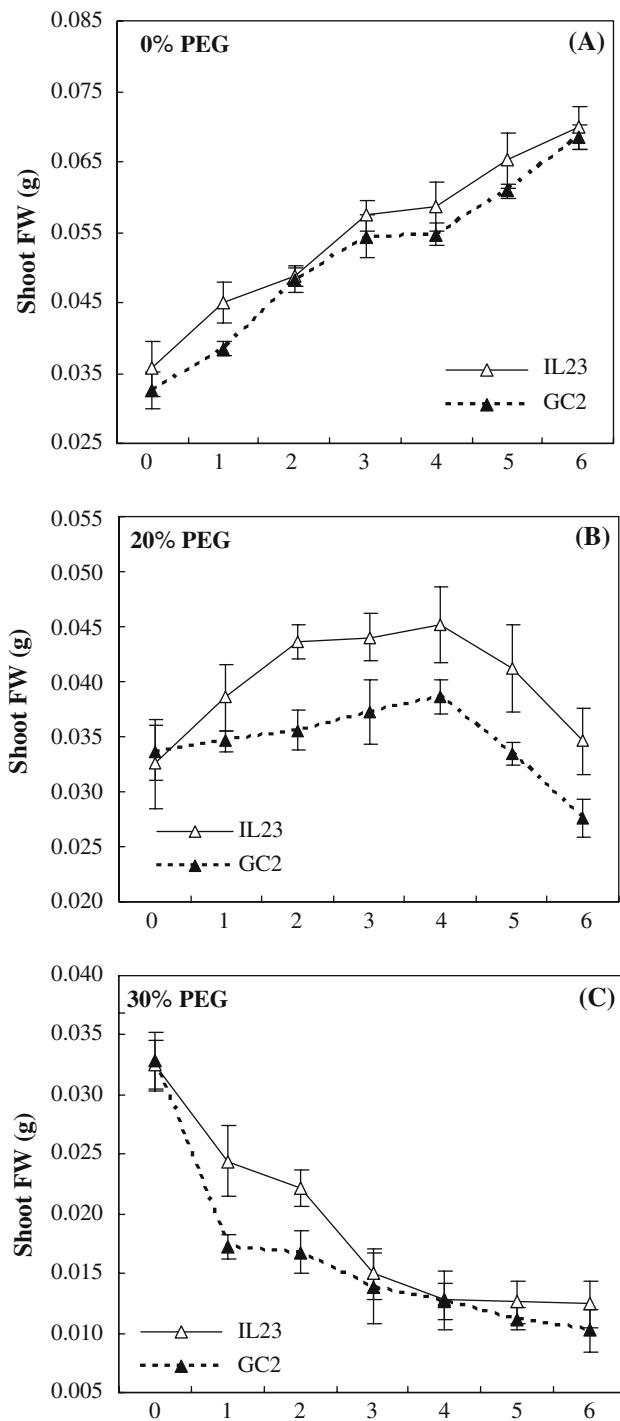 0% PEG (A)
0.085
0.075
0.065
0.055
0.045
0.035
0.025
Shoot FW (g)
IL23
GC2
0 1 2 3 4 5 6
20% PEG (B)
0.055
0.050
0.045
0.040
0.035
0.030
0.025
0.020
Shoot FW (g)
IL23
GC2
0 1 2 3 4 5 6
30% PEG (C)
0.040
0.035
0.030
0.025
0.020
0.015
0.010
0.005
Shoot FW (g)
IL23
GC2
0 1 2 3 4 5 6